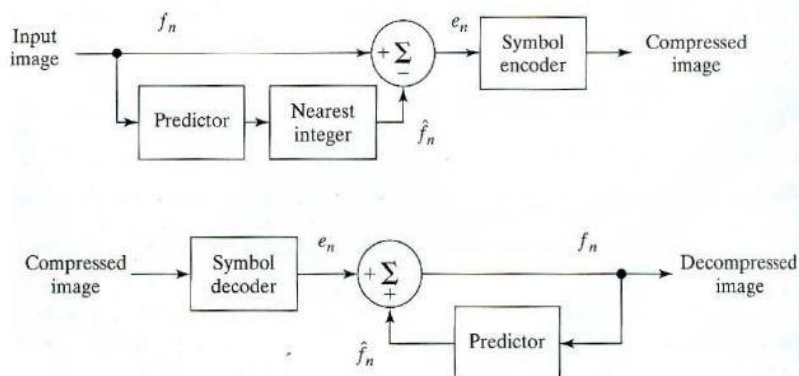 Input
image
f_n
+ Σ
−
e_n
Symbol
encoder
Compressed
image
Predictor
Nearest
integer
f̂_n
Compressed
image
Symbol
decoder
e_n
+ Σ
+
f_n
Decompressed
image
f̂_n
Predictor